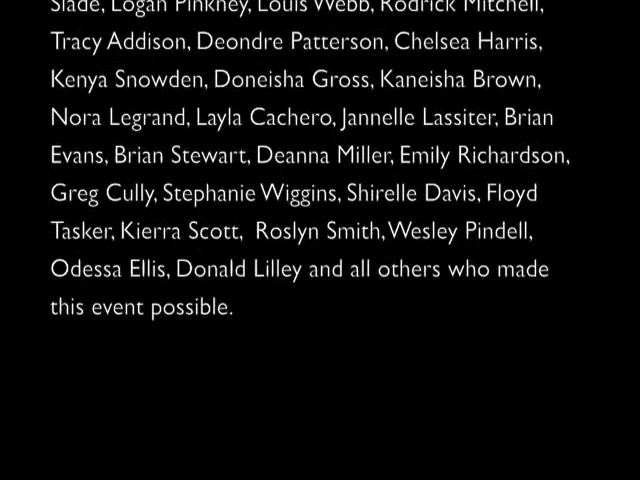 Slade, Logan Pinkney, Louis Webb, Rodrick Mitchell,
Tracy Addison, Deondre Patterson, Chelsea Harris,
Kenya Snowden, Doneisha Gross, Kaneisha Brown,
Nora Legrand, Layla Cachero, Jannelle Lassiter, Brian
Evans, Brian Stewart, Deanna Miller, Emily Richardson,
Greg Cully, Stephanie Wiggins, Shirelle Davis, Floyd
Tasker, Kierra Scott,  Roslyn Smith, Wesley Pindell,
Odessa Ellis, Donald Lilley and all others who made
this event possible.